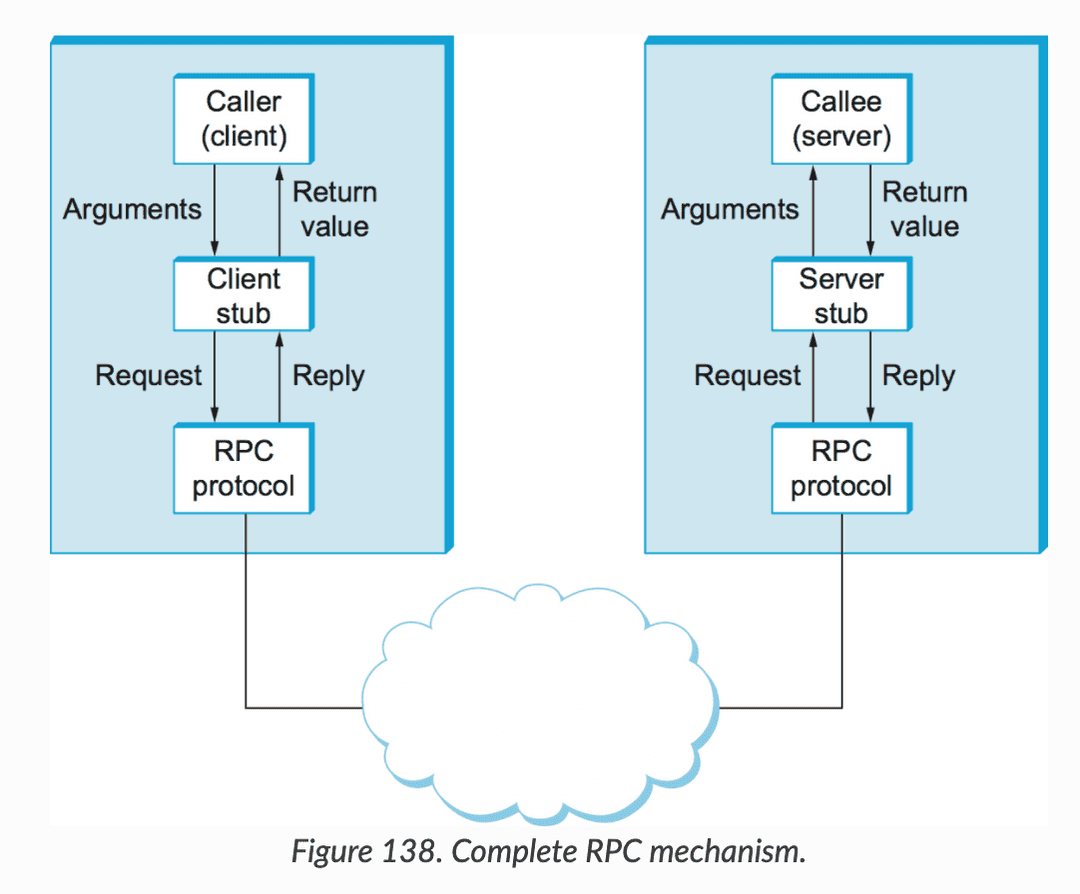 Caller
(client)
Arguments
Return
value
Client
stub
Request
Reply
RPC
protocol
Callee
(server)
Arguments
Return
value
Server
stub
Request
Reply
RPC
protocol
Figure 138. Complete RPC mechanism.